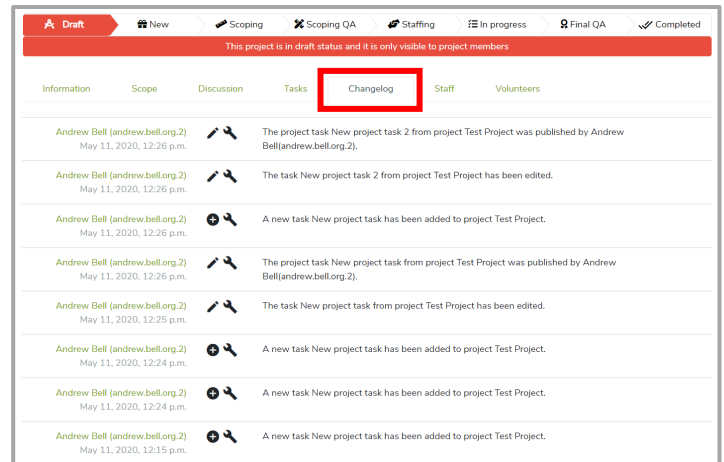 Draft New Scoping Scoping QA Staffing In progress Final QA Completed
This project is in draft status and it is only visible to project members
Information Scope Discussion Tasks Changelog Staff Volunteers
Andrew Bell (andrew.bell.org.2) The project task New project task 2 from project Test Project was published by Andrew
May 11, 2020, 12:26 p.m. Bell(andrew.bell.org.2).
Andrew Bell (andrew.bell.org.2) The task New project task 2 from project Test Project has been edited.
May 11, 2020, 12:26 p.m.
Andrew Bell (andrew.bell.org.2) A new task New project task has been added to project Test Project.
May 11, 2020, 12:26 p.m.
Andrew Bell (andrew.bell.org.2) The project task New project task from project Test Project was published by Andrew
May 11, 2020, 12:26 p.m. Bell(andrew.bell.org.2).
Andrew Bell (andrew.bell.org.2) The task New project task from project Test Project has been edited.
May 11, 2020, 12:25 p.m.
Andrew Bell (andrew.bell.org.2) A new task New project task has been added to project Test Project.
May 11, 2020, 12:24 p.m.
Andrew Bell (andrew.bell.org.2) A new task New project task has been added to project Test Project.
May 11, 2020, 12:24 p.m.
Andrew Bell (andrew.bell.org.2) A new task New project task has been added to project Test Project.
May 11, 2020, 12:15 p.m.